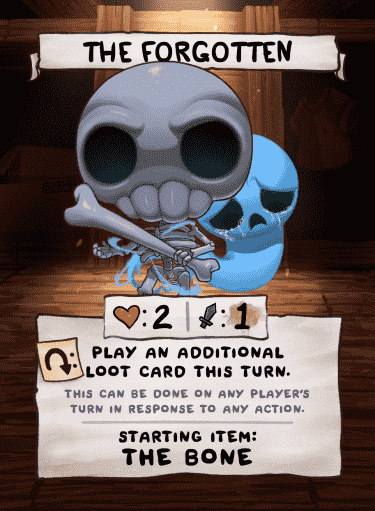 THE FORGOTTEN
: 2 : 1
: PLAY AN ADDITIONAL
LOOT CARD THIS TURN.
THIS CAN BE DONE ON ANY PLAYER'S
TURN IN RESPONSE TO ANY ACTION.
STARTING ITEM:
THE BONE